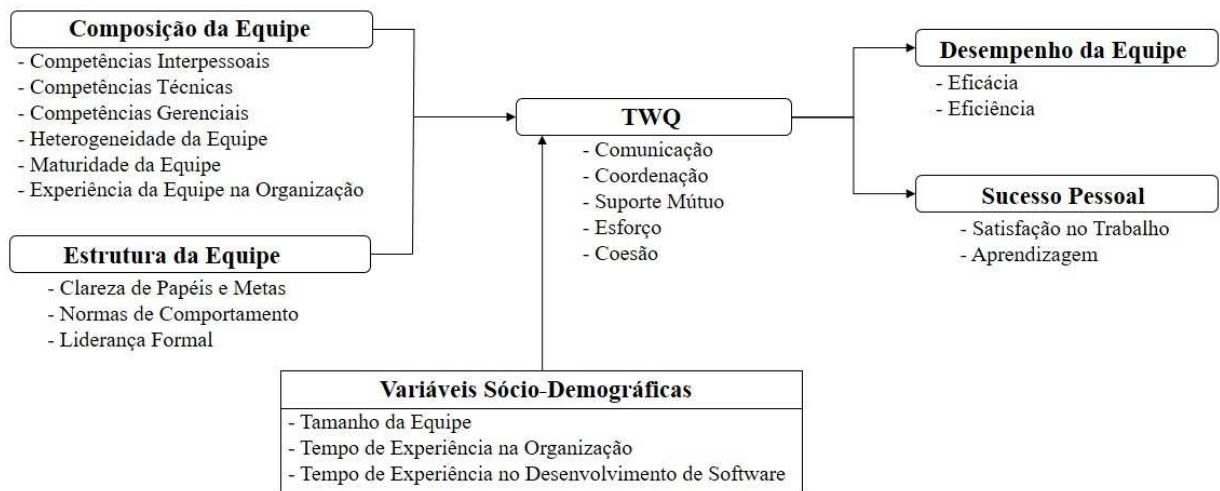 Composição da Equipe
- Competências Interpessoais
- Competências Técnicas
- Competências Gerenciais
- Heterogeneidade da Equipe
- Maturidade da Equipe
- Experiência da Equipe na Organização
Estrutura da Equipe
- Clareza de Papéis e Metas
- Normas de Comportamento
- Liderança Formal
TWQ
- Comunicação
- Coordenação
- Suporte Mútuo
- Esforço
- Coesão
Variáveis Sócio-Demográficas
- Tamanho da Equipe
- Tempo de Experiência na Organização
- Tempo de Experiência no Desenvolvimento de Software
Desempenho da Equipe
- Eficácia
- Eficiência
Sucesso Pessoal
- Satisfação no Trabalho
- Aprendizagem